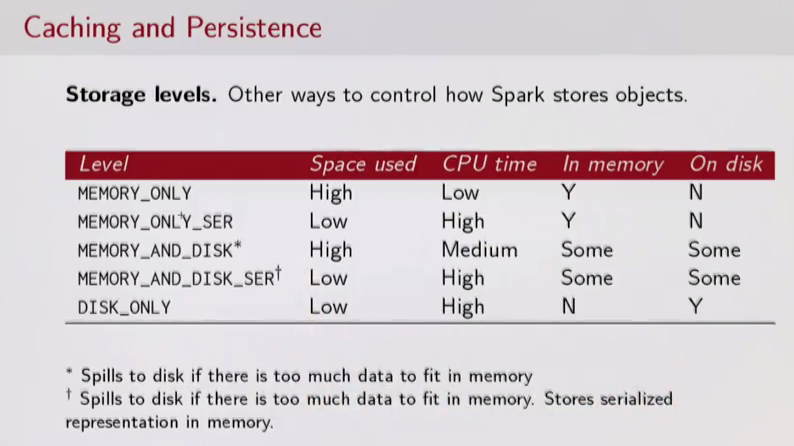 Caching and Persistence
Storage levels. Other ways to control how Spark stores objects.
Level Space used CPU time In memory On disk
MEMORY_ONLY High Low Y N
MEMORY_ONLY_SER Low High Y N
MEMORY_AND_DISK* High Medium Some Some
MEMORY_AND_DISK_SER† Low High Some Some
DISK_ONLY Low High N Y
* Spills to disk if there is too much data to fit in memory
† Spills to disk if there is too much data to fit in memory. Stores serialized
representation in memory.